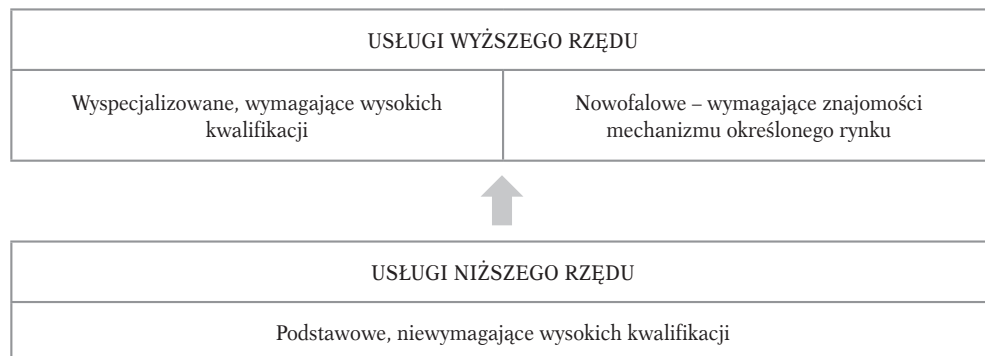 USŁUGI WYŻSZEGO RZĘDU
Wyspecjalizowane, wymagające wysokich
kwalifikacji
Nowofalowe – wymagające znajomości
mechanizmu określonego rynku
USŁUGI NIŻSZEGO RZĘDU
Podstawowe, niewymagające wysokich kwalifikacji